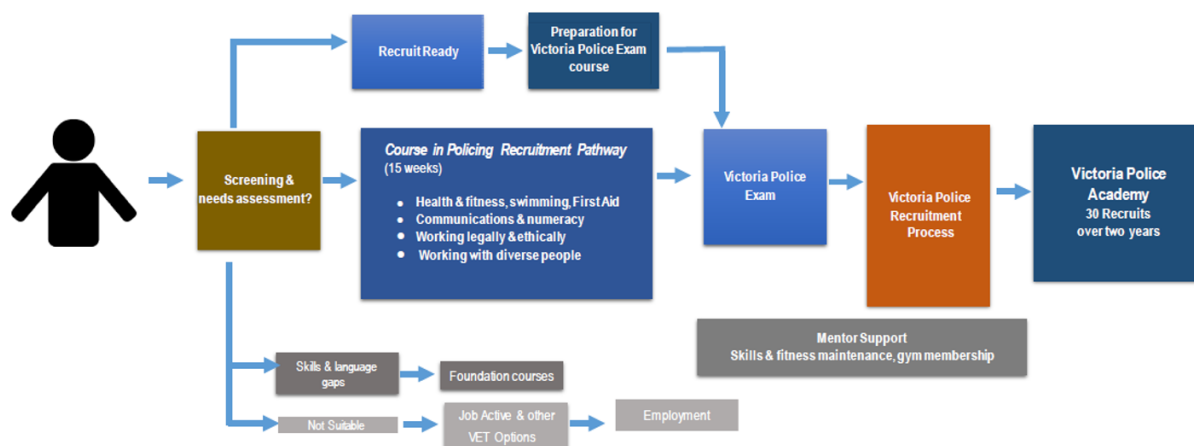 Recruit Ready
Preparation for
Victoria Police Exam
course
Screening &
needs assessment?
Course in Policing Recruitment Pathway
(15 weeks)
● Health & fitness, swimming, First Aid
● Communications & numeracy
● Working legally & ethically
● Working with diverse people
Victoria Police
Exam
Victoria Police
Recruitment
Process
Victoria Police
Academy
30 Recruits
over two years
Mentor Support
Skills & fitness maintenance, gym membership
Skills & language
gaps
Foundation courses
Not Suitable
Job Active & other
VET Options
Employment